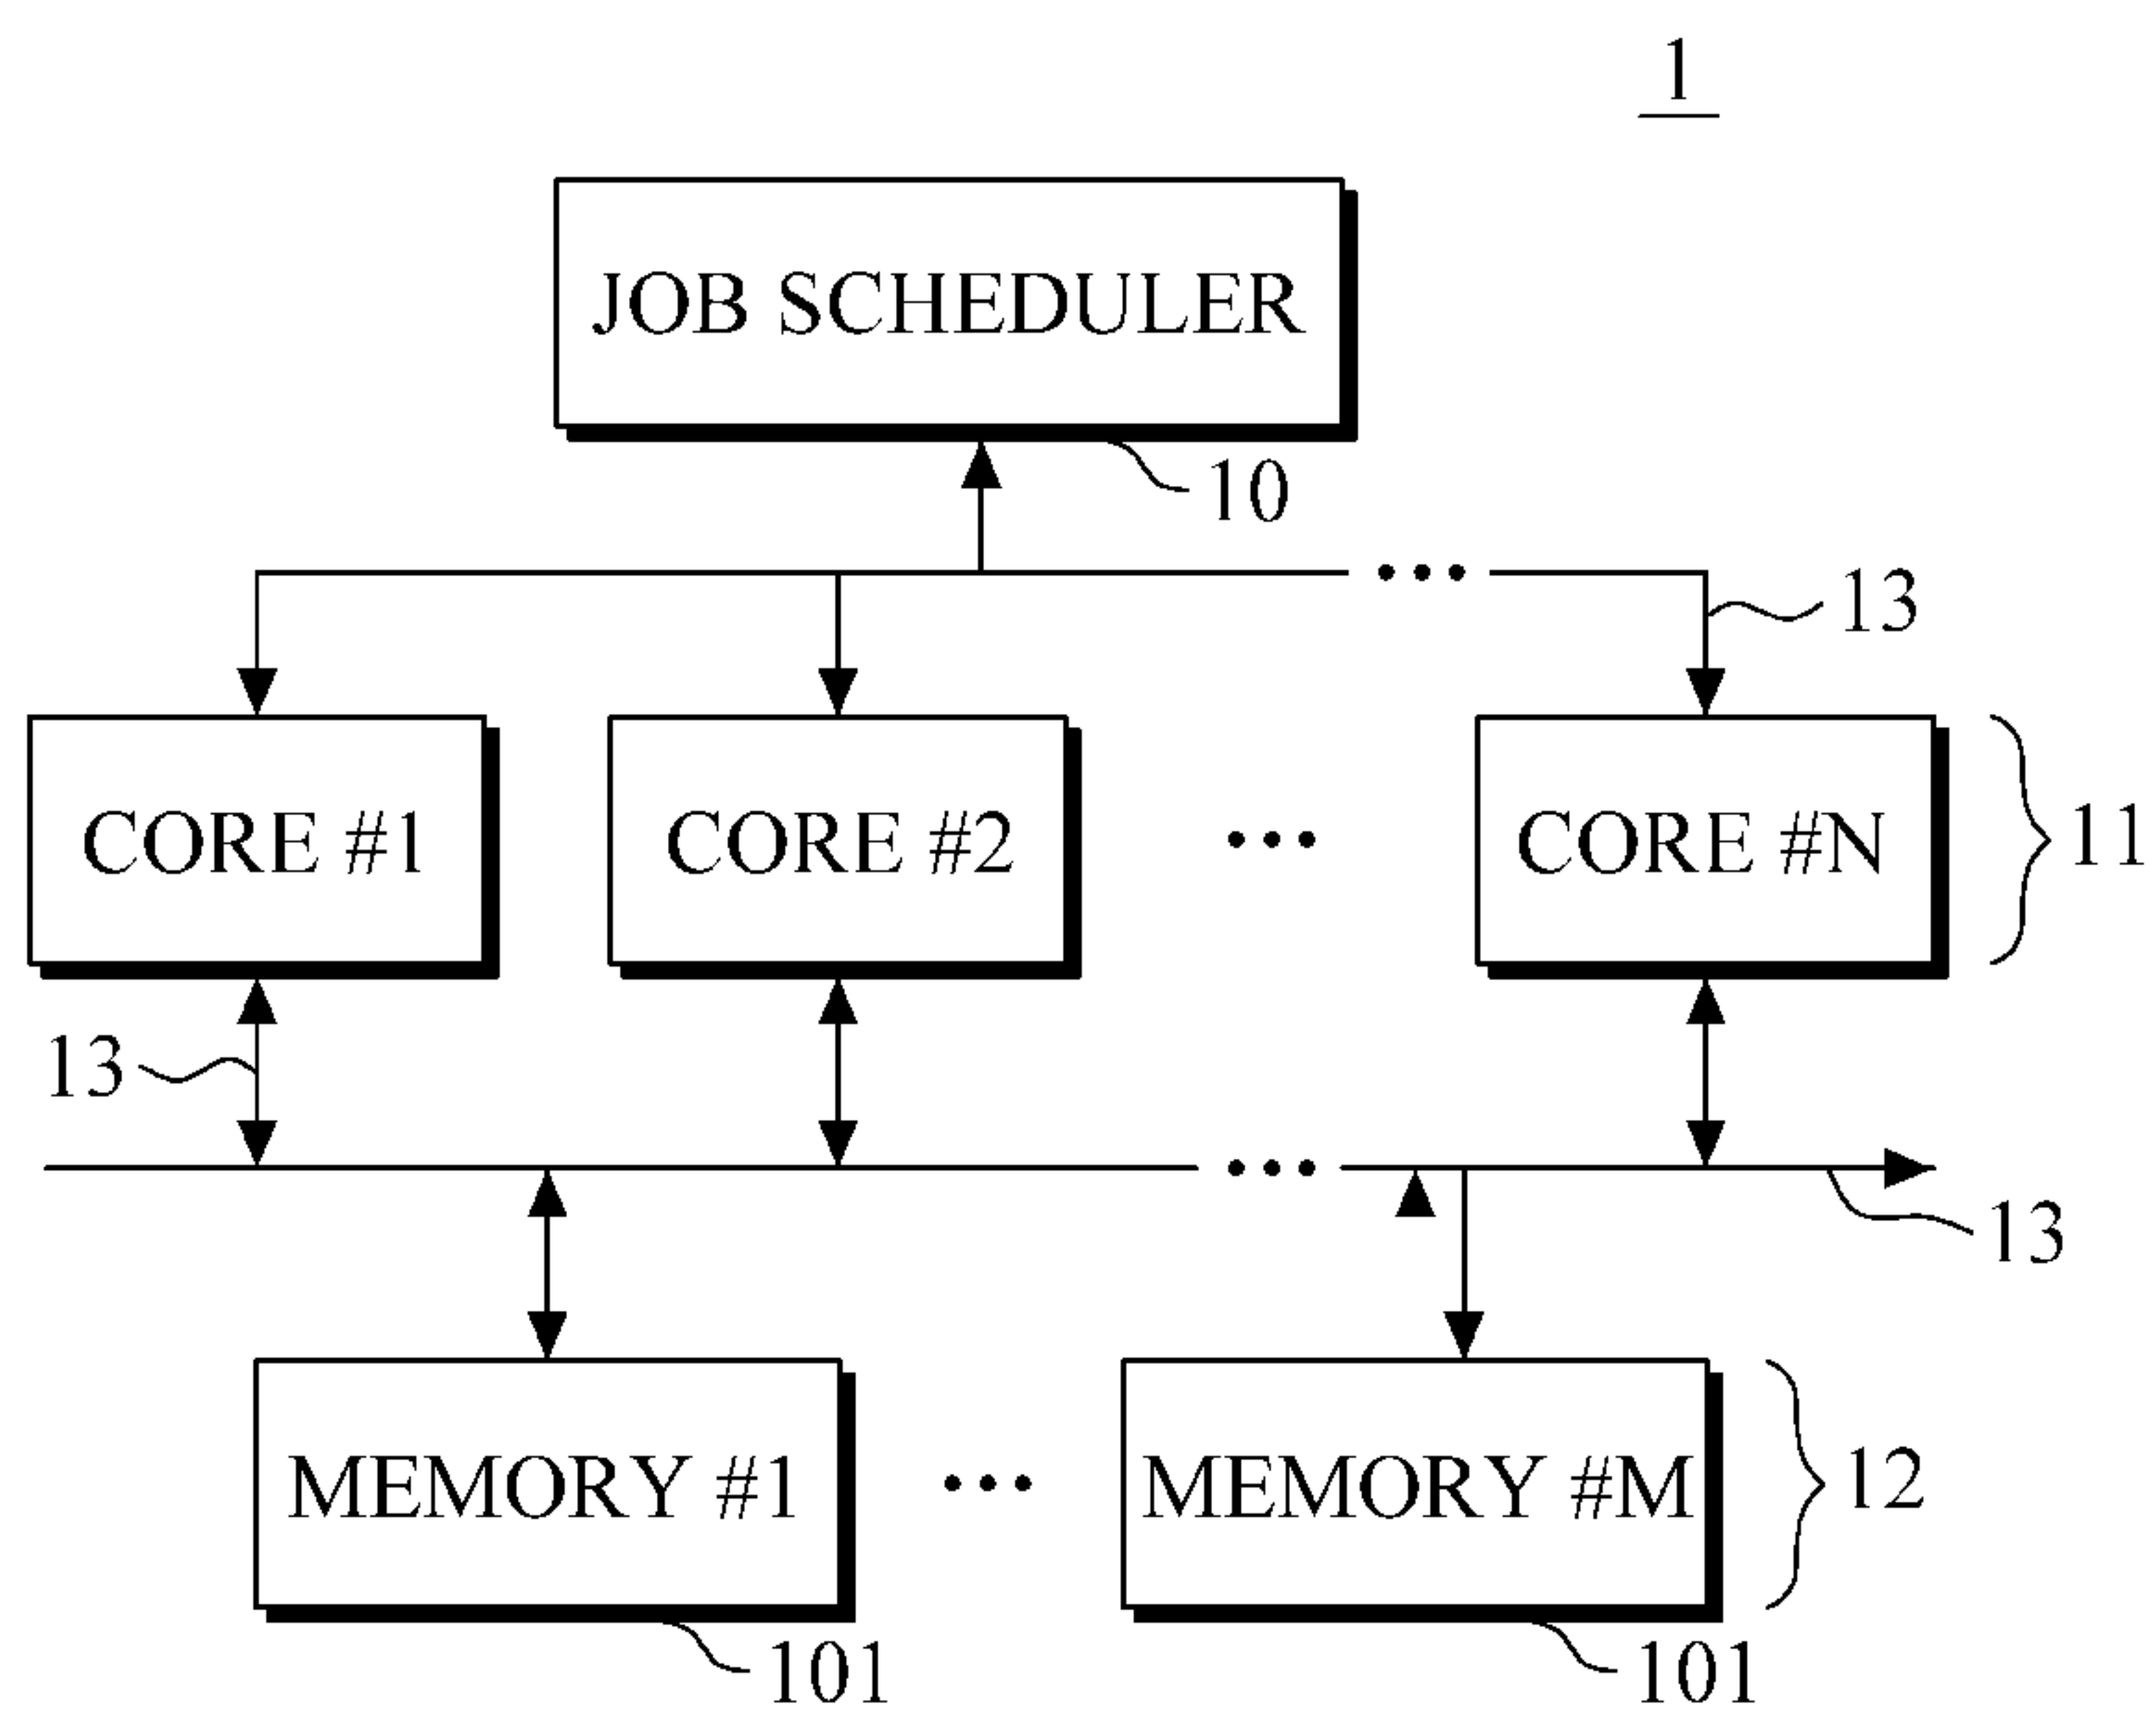 1
JOB SCHEDULER
10
13
CORE #1 CORE #2 ... CORE #N 11
13
13
MEMORY #1 ... MEMORY #M 12
101 101